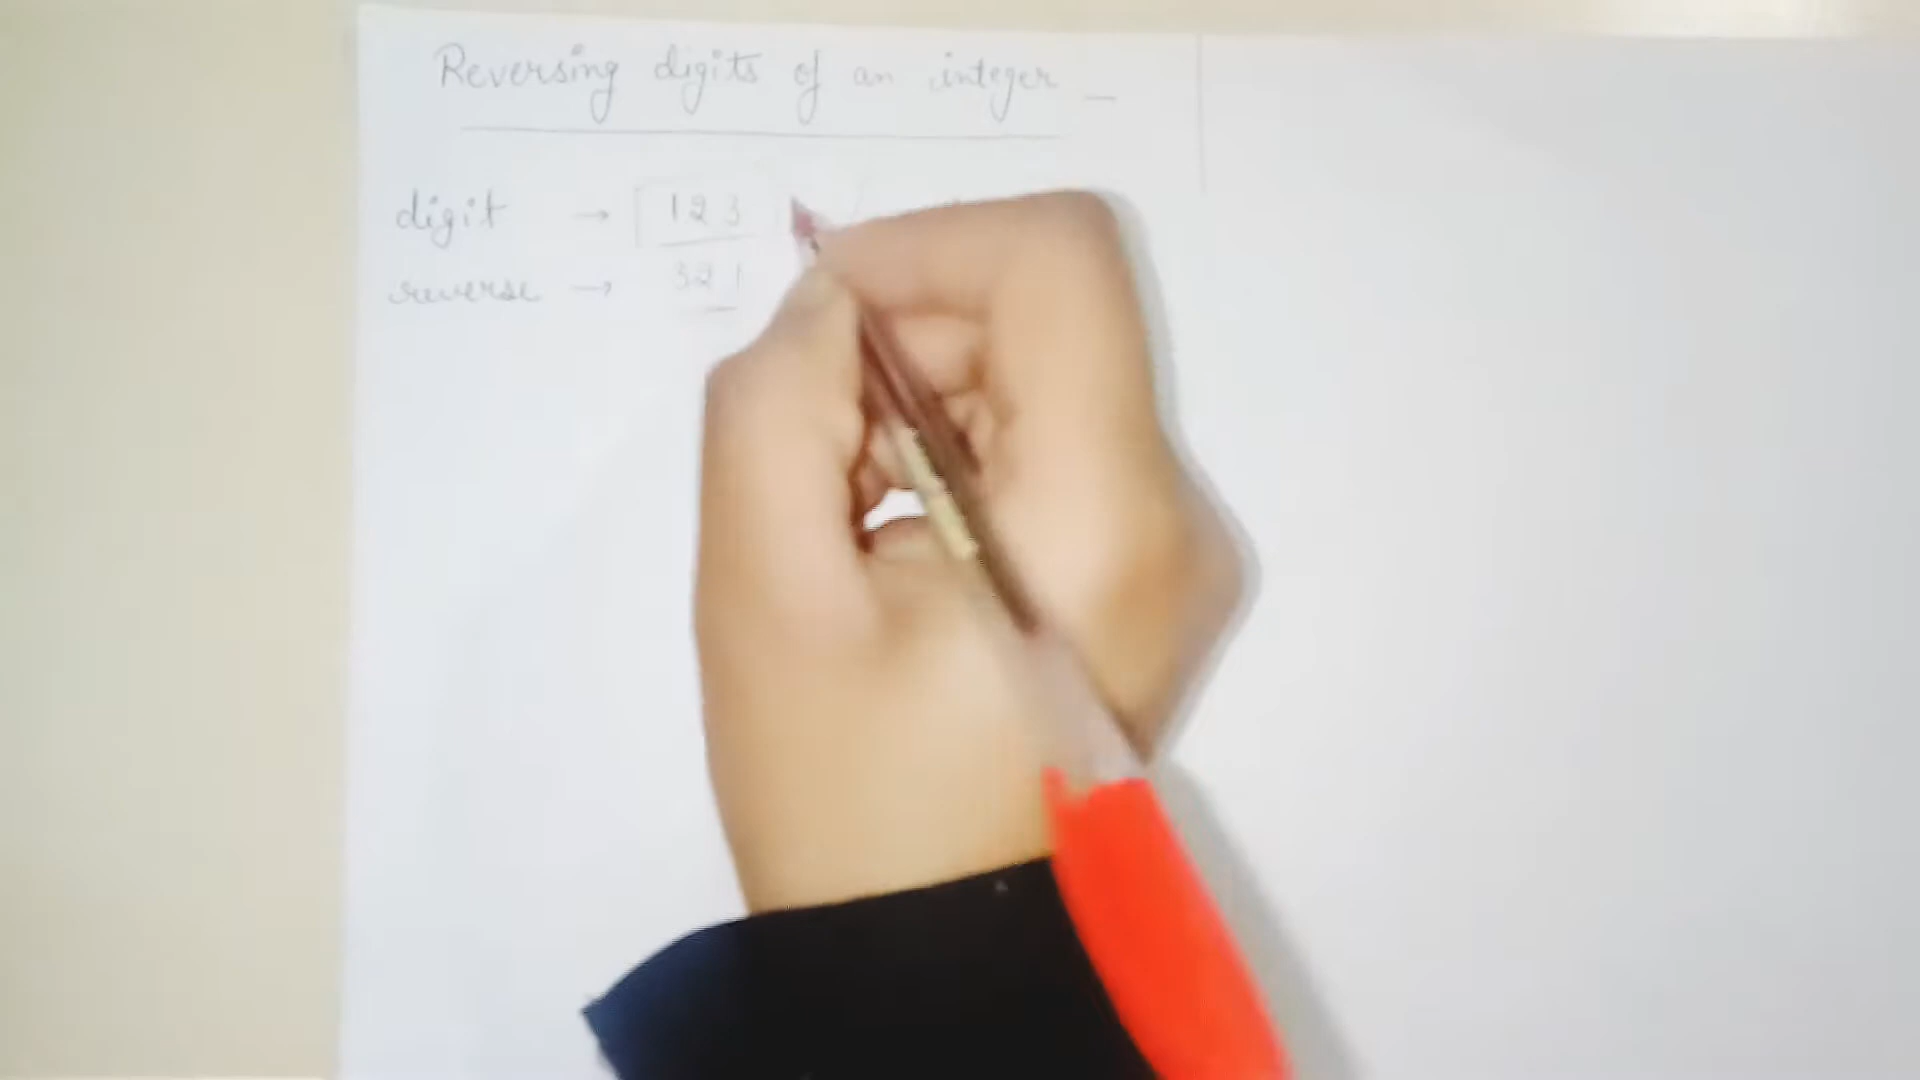 Reversing digits of an integer _
digit → 123
reverse → 321